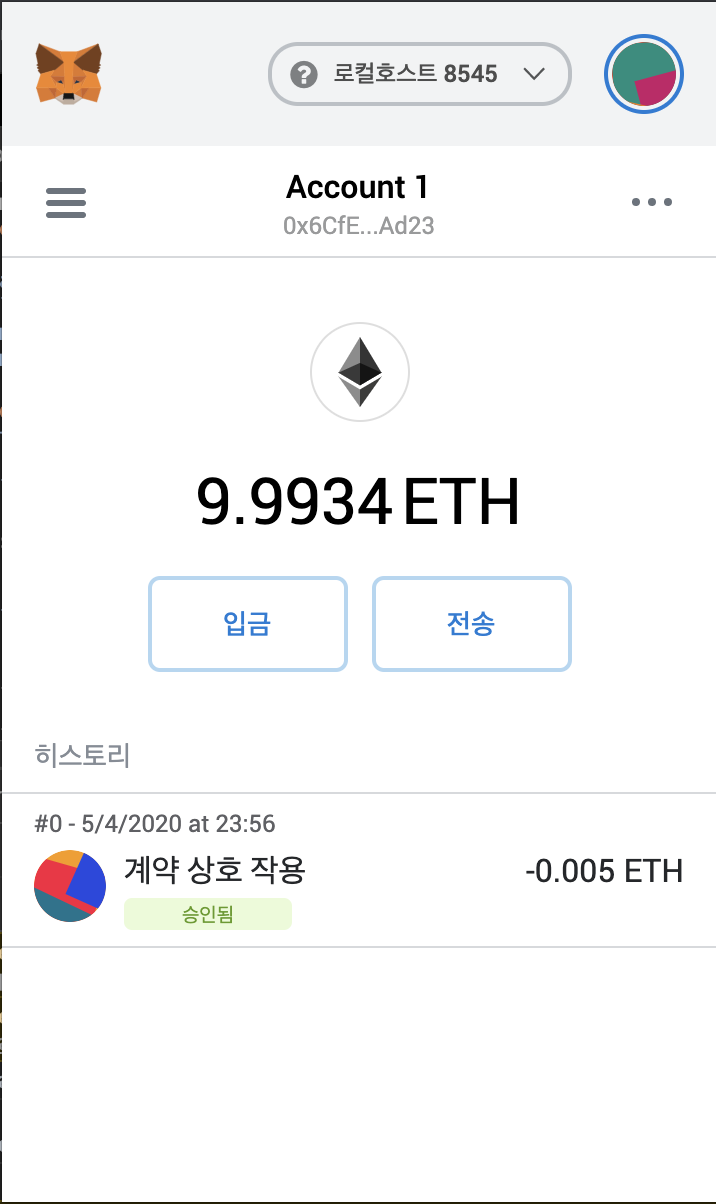 ? 로컬호스트 8545
Account 1
0x6CfE...Ad23
9.9934 ETH
입금 전송
히스토리
#0 - 5/4/2020 at 23:56
계약 상호 작용 -0.005 ETH
승인됨